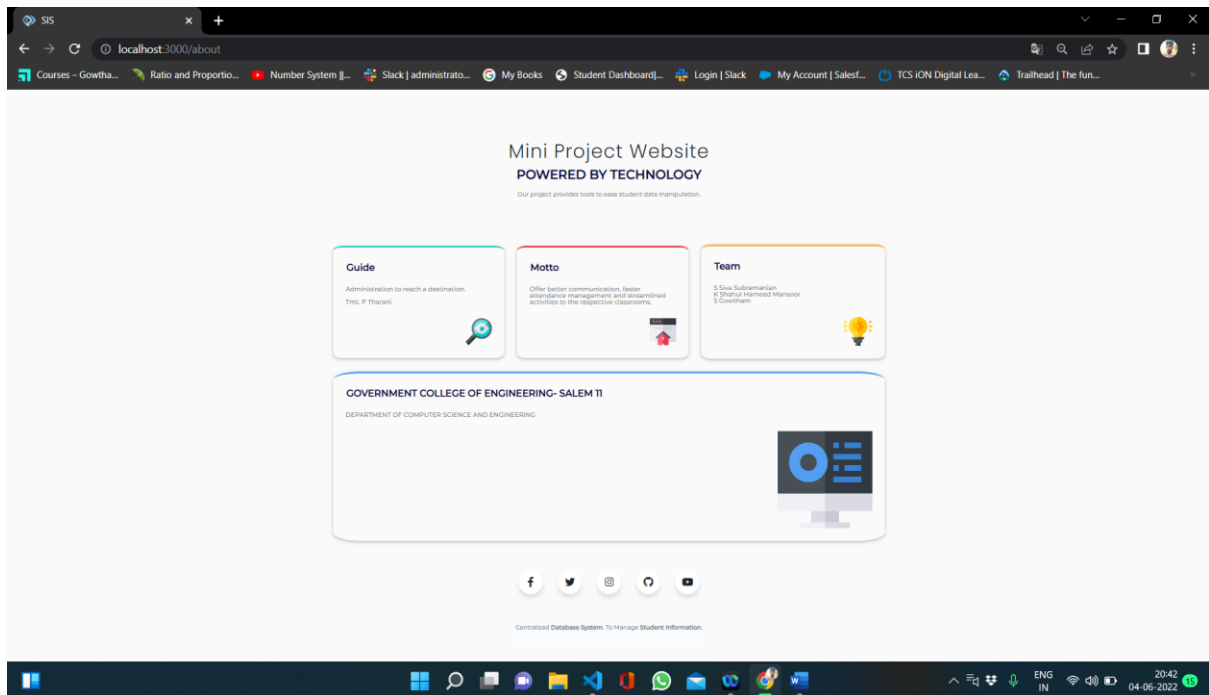 SIS
localhost:3000/about
Courses – Gowtha...
Ratio and Proportio...
Number System ||...
Slack | administrato...
My Books
Student Dashboard|...
Login | Slack
My Account | Salesf...
TCS iON Digital Lea...
Trailhead | The fun...
Mini Project Website
POWERED BY TECHNOLOGY
Our project provides tools to ease student data manipulation.
Guide
Administration to reach a destination.
Tmt, P Tharani
Motto
Offer better communication, faster
attendance management and streamlined
activities to the respective classrooms.
Team
S Siva Subramanian
K Shahul Hameed Mansoor
S Gowtham
GOVERNMENT COLLEGE OF ENGINEERING- SALEM 11
DEPARTMENT OF COMPUTER SCIENCE AND ENGINEERING
Centralized Database System. To Manage Student Information.
ENG
IN
20:42
04-06-2022
15